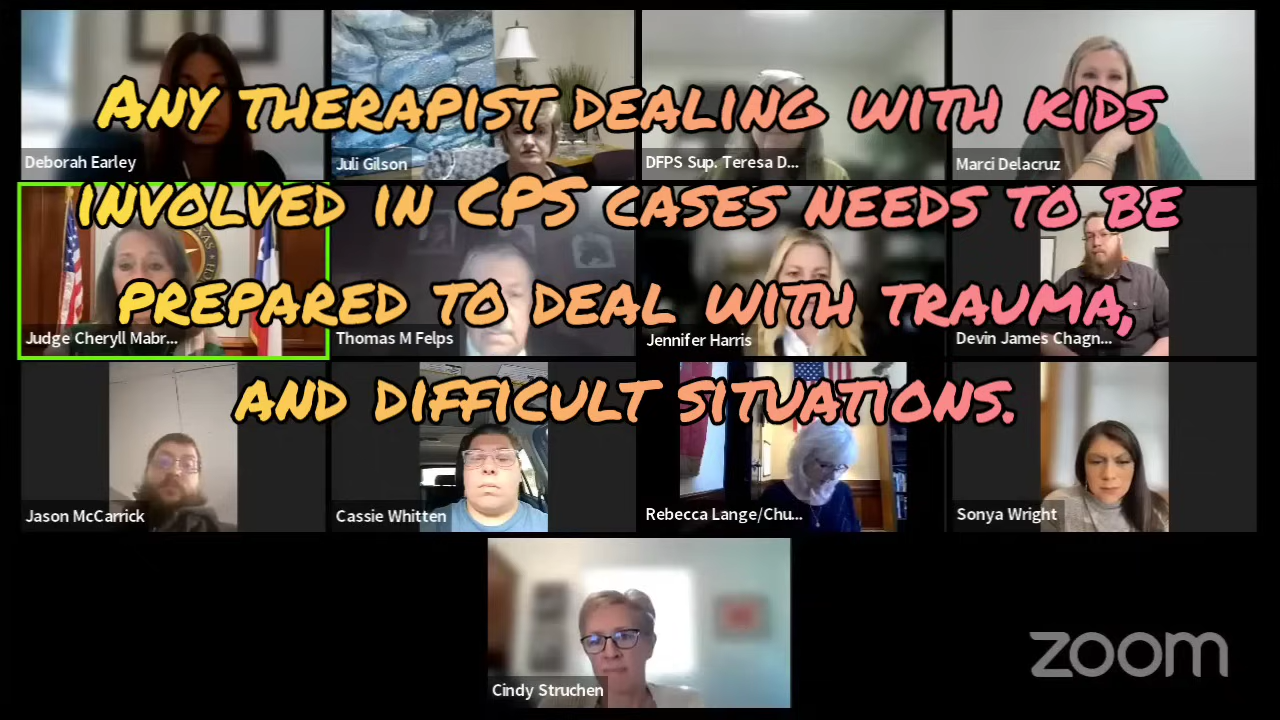 Any therapist dealing with kids
involved in CPS cases needs to be
prepared to deal with trauma,
and difficult situations.
Deborah Earley
Juli Gilson
DFPS Sup. Teresa D...
Marci Delacruz
Judge Cheryll Mabr...
Thomas M Felps
Jennifer Harris
Devin James Chagn...
Jason McCarrick
Cassie Whitten
Rebecca Lange/Chu...
Sonya Wright
Cindy Struchen
zoom